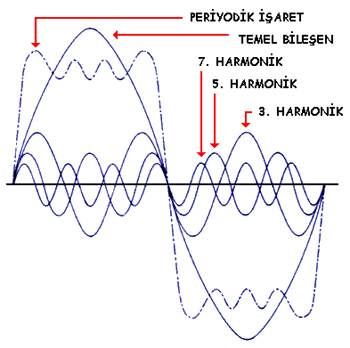 PERİYODİK İŞARET
TEMEL BİLEŞEN
7. HARMONİK
5. HARMONİK
3. HARMONİK